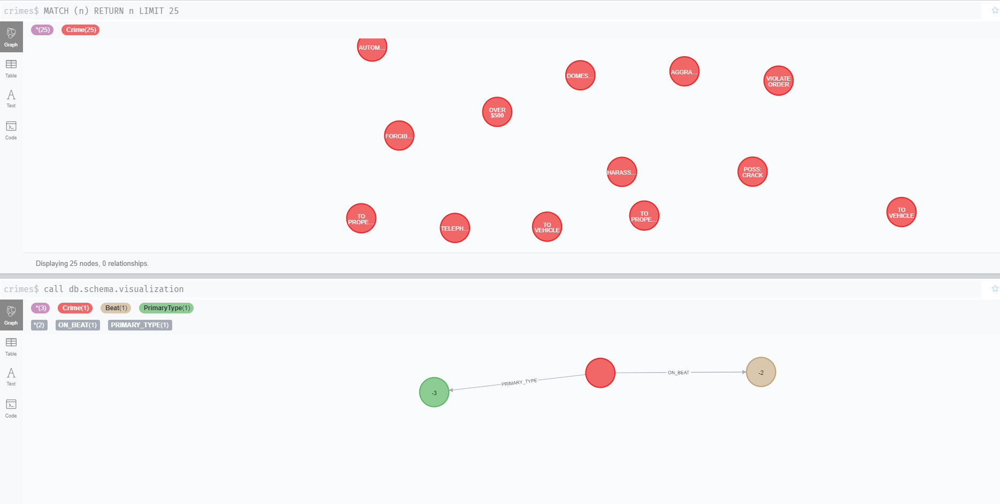 crimes$ MATCH (n) RETURN n LIMIT 25
*(25) Crime(25)
Graph
Table
Text
Code
AUTOM...
DOMES...
AGGRA...
VIOLATE
ORDER
OVER
$500
FORCIB...
HARASS...
POSS:
CRACK
TO
PROPE...
TELEPH...
TO
VEHICLE
TO
PROPE...
TO
VEHICLE
Displaying 25 nodes, 0 relationships.
crimes$ call db.schema.visualization
*(3) Crime(1) Beat(1) PrimaryType(1)
*(2) ON_BEAT(1) PRIMARY_TYPE(1)
Graph
Table
Text
Code
-3
PRIMARY_TYPE
ON_BEAT
-2